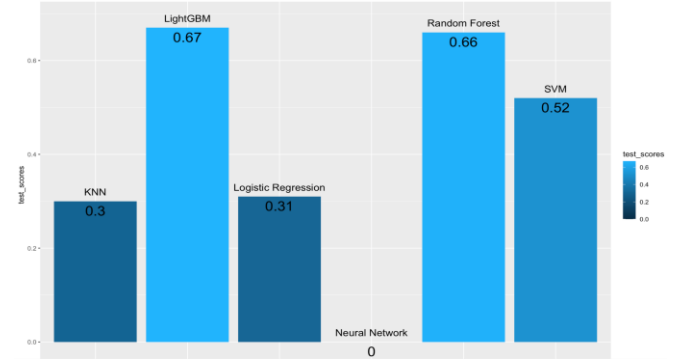 LightGBM
0.67
Random Forest
0.66
SVM
0.52
KNN
0.3
Logistic Regression
0.31
Neural Network
0
test_scores
0.6
0.4
0.2
0.0
test_scores
0.6
0.4
0.2
0.0